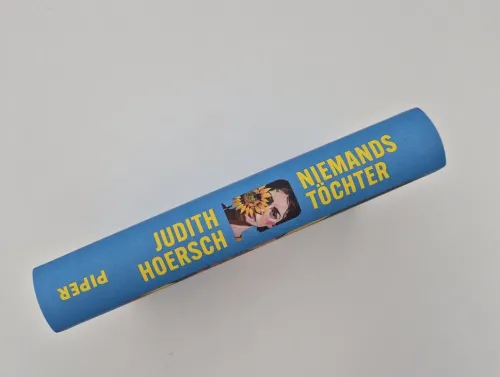 JUDITH
HOERSCH
NIEMANDS
TÖCHTER
PIPER